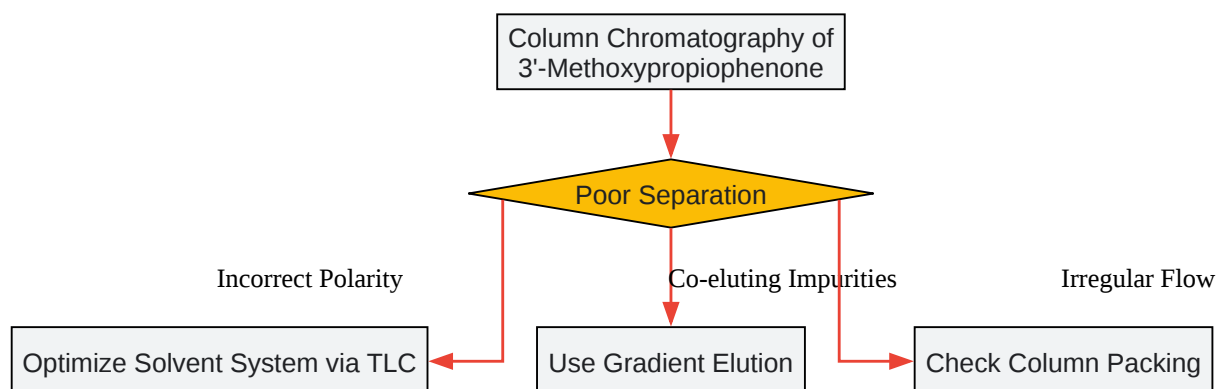 Column Chromatography of
3'-Methoxypropiophenone
Poor Separation
Incorrect Polarity
Co-eluting Impurities
Irregular Flow
Optimize Solvent System via TLC
Use Gradient Elution
Check Column Packing